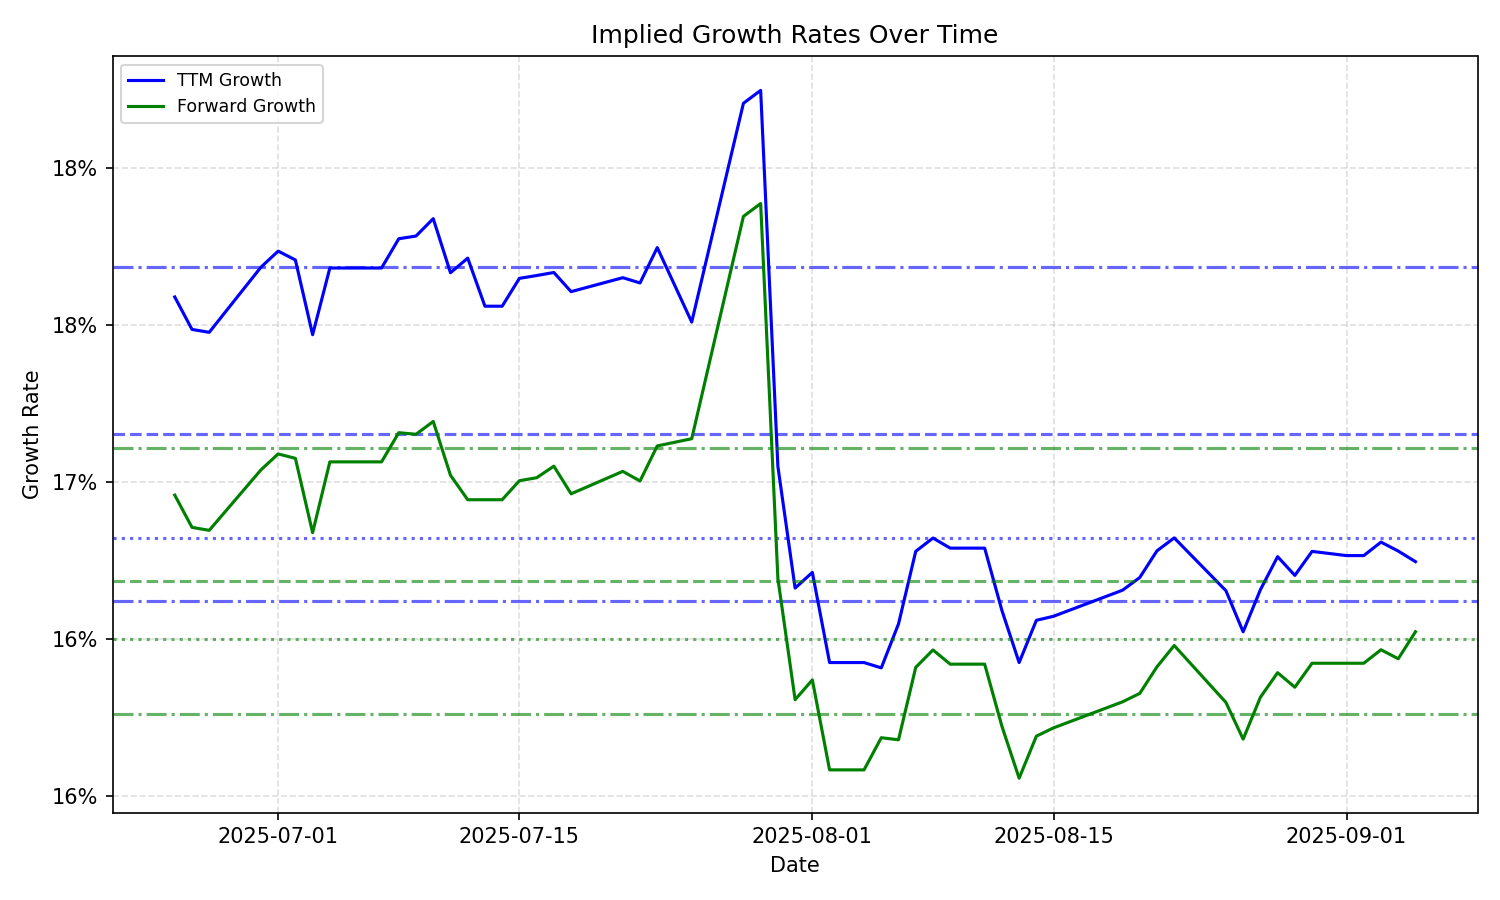 Implied Growth Rates Over Time
TTM Growth
Forward Growth
18%
18%
17%
16%
16%
Growth Rate
2025-07-01
2025-07-15
2025-08-01
2025-08-15
2025-09-01
Date